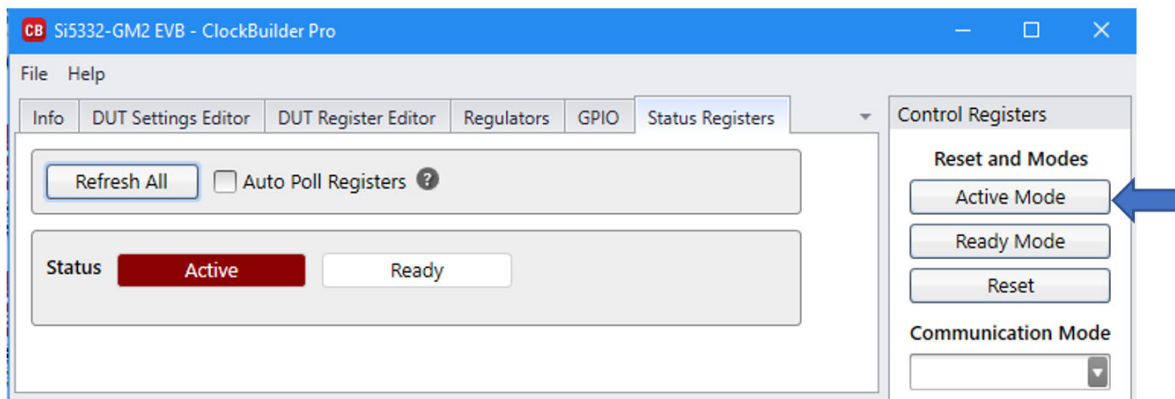 CB Si5332-GM2 EVB - ClockBuilder Pro
File Help
Info DUT Settings Editor DUT Register Editor Regulators GPIO Status Registers
Refresh All Auto Poll Registers ?
Status Active Ready
Control Registers
Reset and Modes
Active Mode
Ready Mode
Reset
Communication Mode